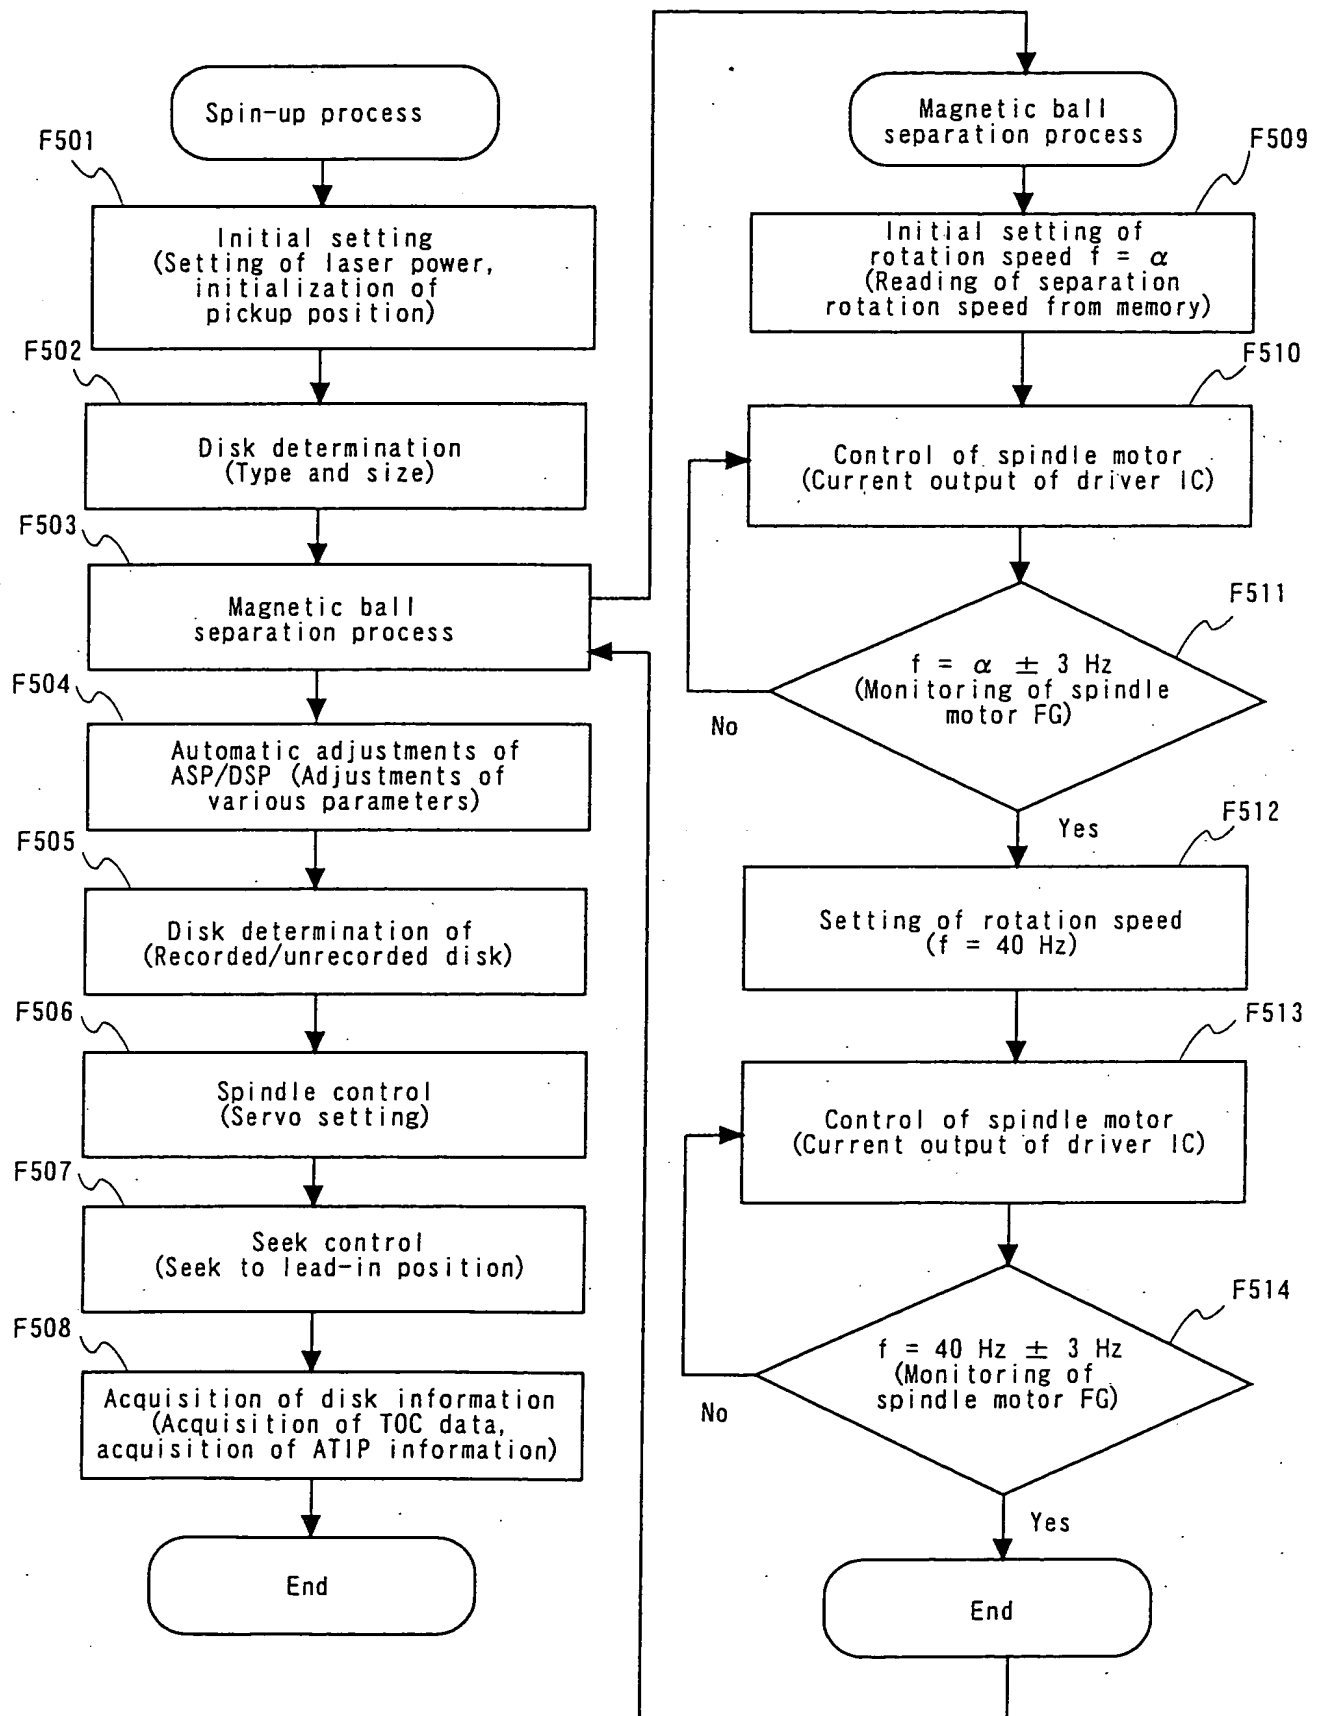 Spin-up process
F501
Initial setting
(Setting of laser power,
initialization of
pickup position)
F502
Disk determination
(Type and size)
F503
Magnetic ball
separation process
F504
Automatic adjustments of
ASP/DSP (Adjustments of
various parameters)
F505
Disk determination of
(Recorded/unrecorded disk)
F506
Spindle control
(Servo setting)
F507
Seek control
(Seek to lead-in position)
F508
Acquisition of disk information
(Acquisition of TOC data,
acquisition of ATIP information)
End
Magnetic ball
separation process
F509
Initial setting of
rotation speed f = α
(Reading of separation
rotation speed from memory)
F510
Control of spindle motor
(Current output of driver IC)
F511
f = α ± 3 Hz
(Monitoring of spindle
motor FG)
No
Yes
F512
Setting of rotation speed
(f = 40 Hz)
F513
Control of spindle motor
(Current output of driver IC)
F514
f = 40 Hz ± 3 Hz
(Monitoring of
spindle motor FG)
No
Yes
End